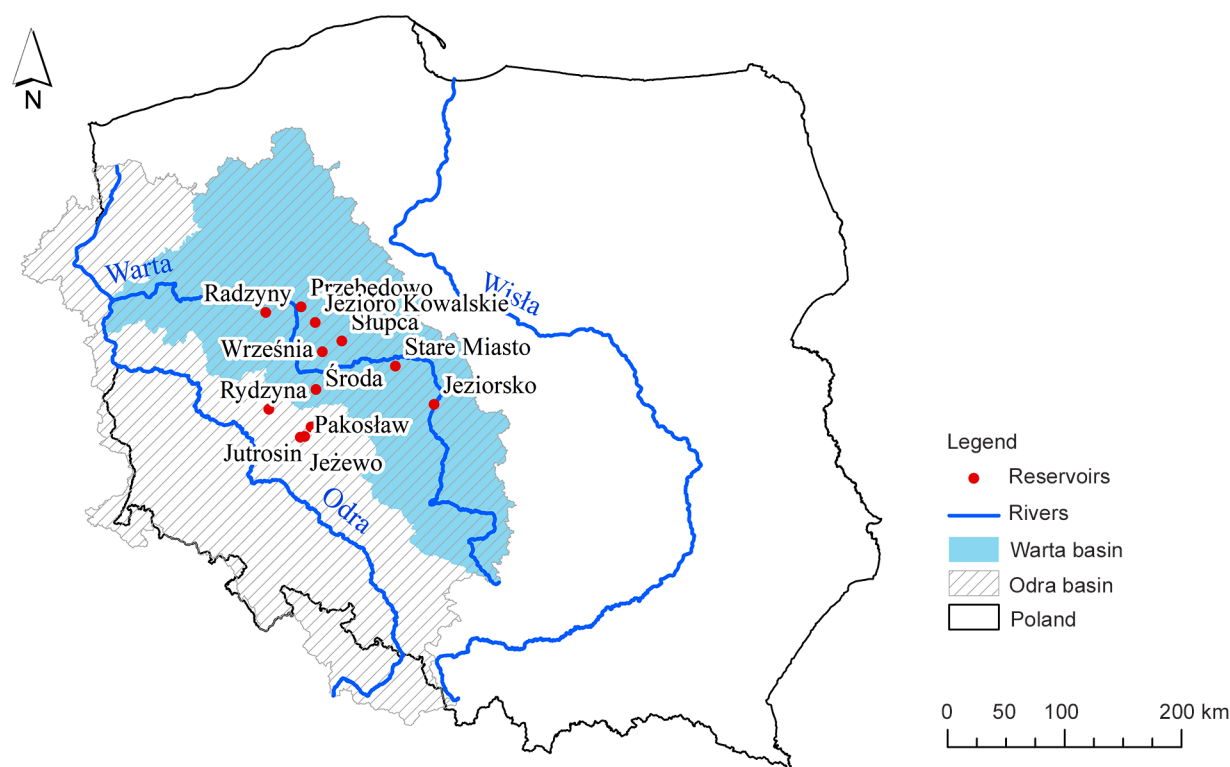 N
Warta
Wisła
Radzyny
Przebędowo
Jezioro Kowalskie
Słupca
Września
Stare Miasto
Środa
Rydzyna
Jeziorsko
Pakosław
Jutrosin
Jeżewo
Odra
Legend
Reservoirs
Rivers
Warta basin
Odra basin
Poland
0 50 100 200 km